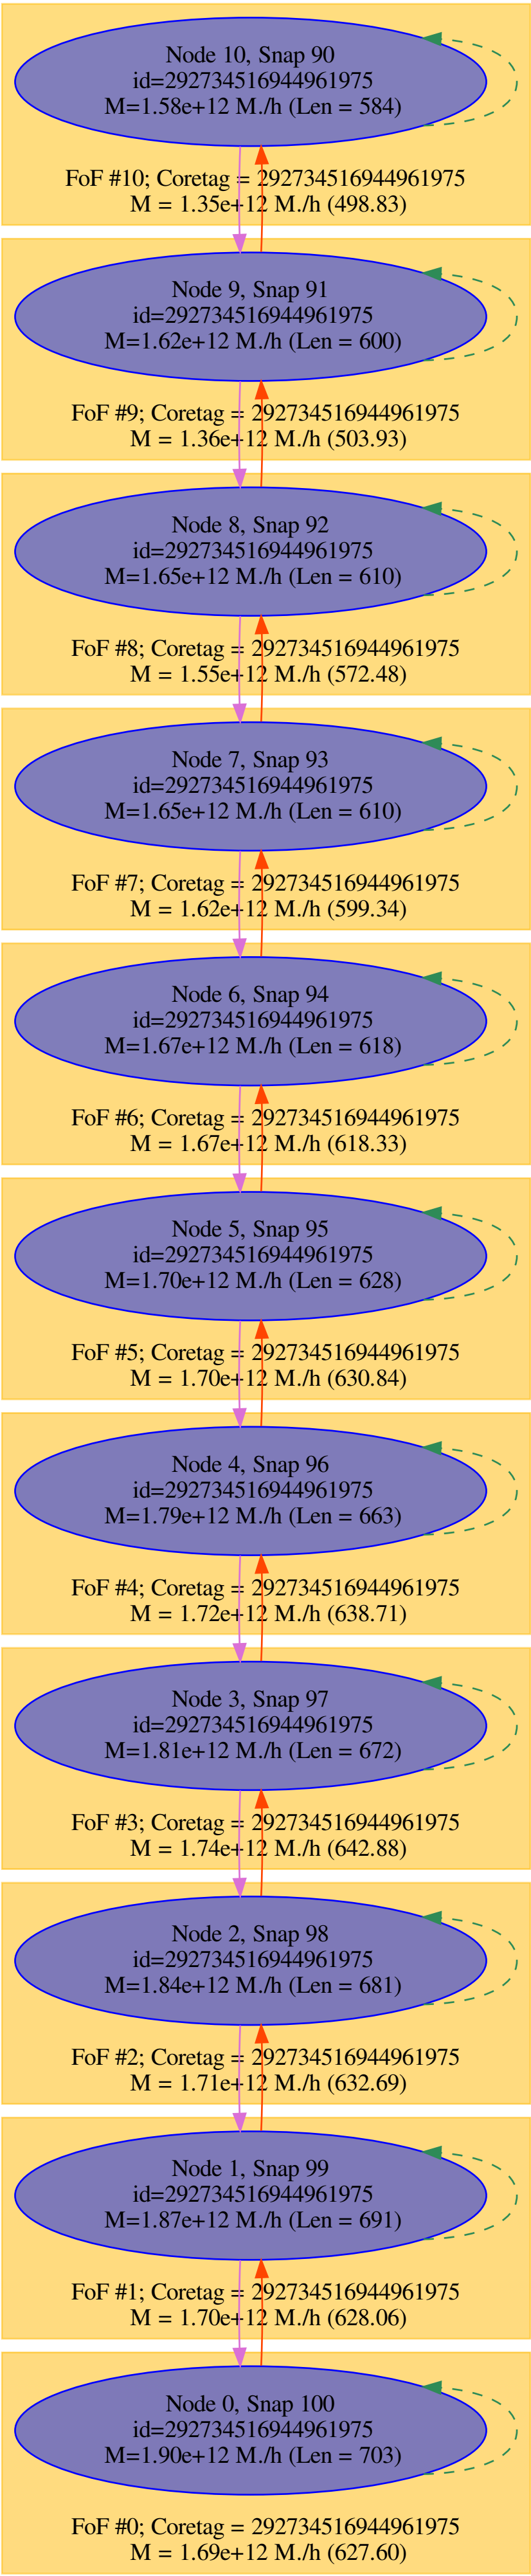 Node 10, Snap 90
id=292734516944961975
M=1.58e+12 M./h (Len = 584)
FoF #10; Coretag = 292734516944961975
M = 1.35e+12 M./h (498.83)
Node 9, Snap 91
id=292734516944961975
M=1.62e+12 M./h (Len = 600)
FoF #9; Coretag = 292734516944961975
M = 1.36e+12 M./h (503.93)
Node 8, Snap 92
id=292734516944961975
M=1.65e+12 M./h (Len = 610)
FoF #8; Coretag = 292734516944961975
M = 1.55e+12 M./h (572.48)
Node 7, Snap 93
id=292734516944961975
M=1.65e+12 M./h (Len = 610)
FoF #7; Coretag = 292734516944961975
M = 1.62e+12 M./h (599.34)
Node 6, Snap 94
id=292734516944961975
M=1.67e+12 M./h (Len = 618)
FoF #6; Coretag = 292734516944961975
M = 1.67e+12 M./h (618.33)
Node 5, Snap 95
id=292734516944961975
M=1.70e+12 M./h (Len = 628)
FoF #5; Coretag = 292734516944961975
M = 1.70e+12 M./h (630.84)
Node 4, Snap 96
id=292734516944961975
M=1.79e+12 M./h (Len = 663)
FoF #4; Coretag = 292734516944961975
M = 1.72e+12 M./h (638.71)
Node 3, Snap 97
id=292734516944961975
M=1.81e+12 M./h (Len = 672)
FoF #3; Coretag = 292734516944961975
M = 1.74e+12 M./h (642.88)
Node 2, Snap 98
id=292734516944961975
M=1.84e+12 M./h (Len = 681)
FoF #2; Coretag = 292734516944961975
M = 1.71e+12 M./h (632.69)
Node 1, Snap 99
id=292734516944961975
M=1.87e+12 M./h (Len = 691)
FoF #1; Coretag = 292734516944961975
M = 1.70e+12 M./h (628.06)
Node 0, Snap 100
id=292734516944961975
M=1.90e+12 M./h (Len = 703)
FoF #0; Coretag = 292734516944961975
M = 1.69e+12 M./h (627.60)